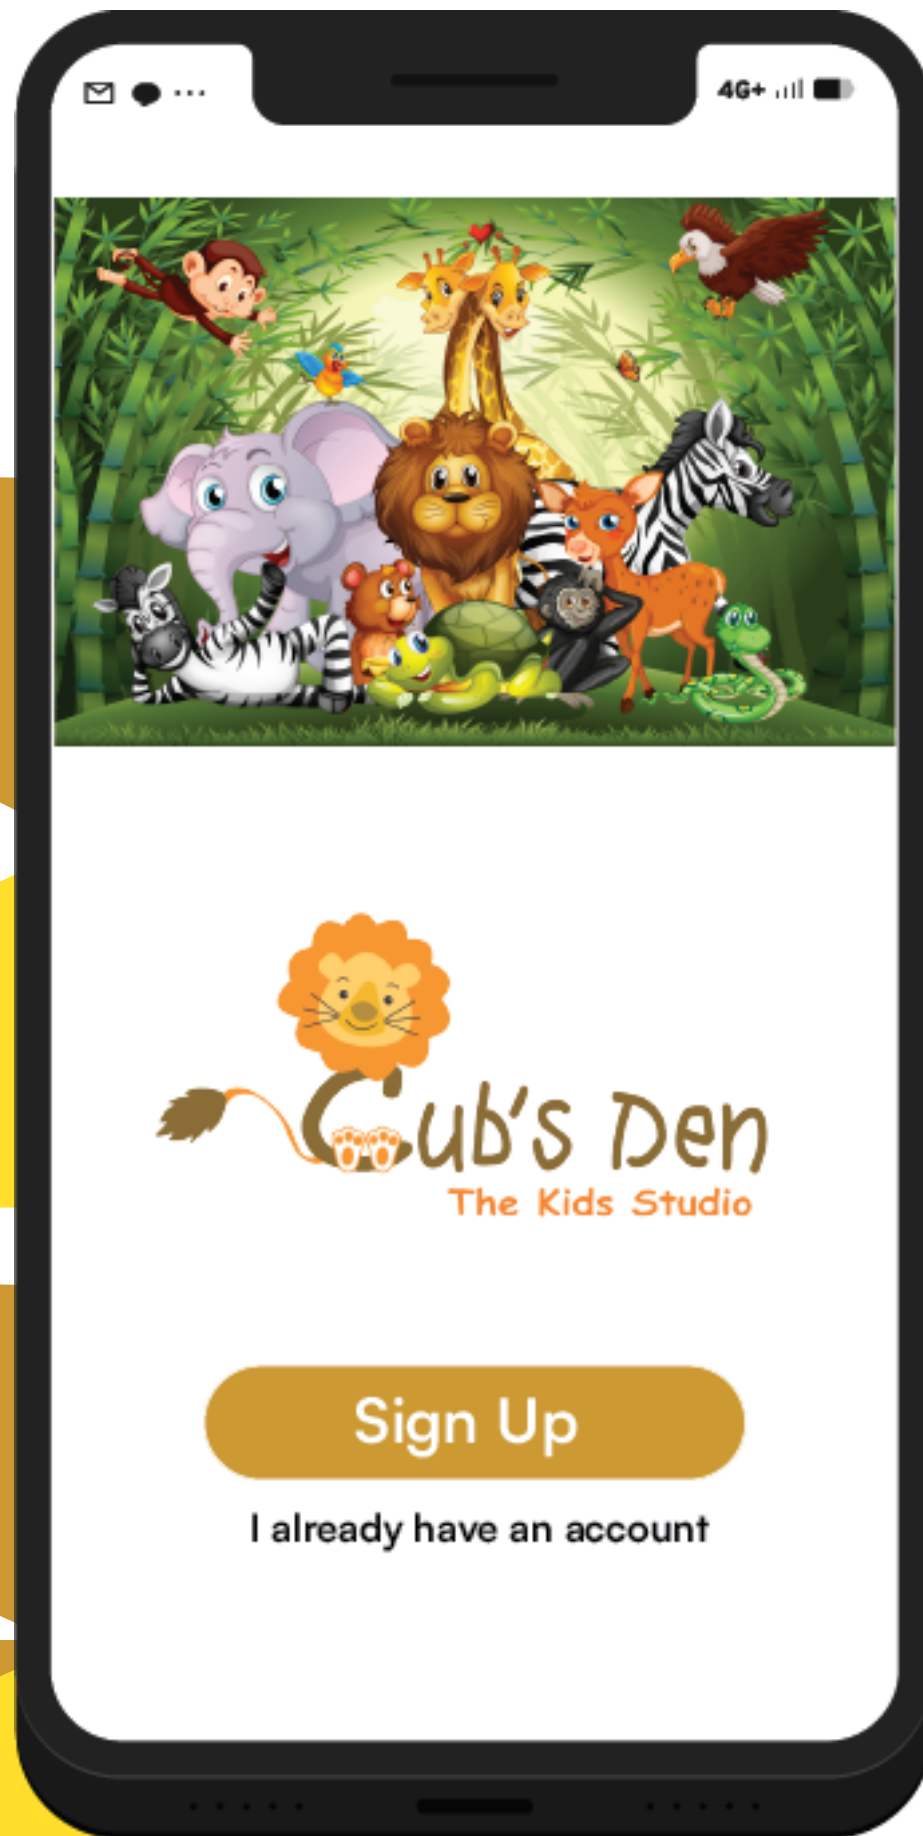 4G+
Cub's Den
The Kids Studio
Sign Up
I already have an account